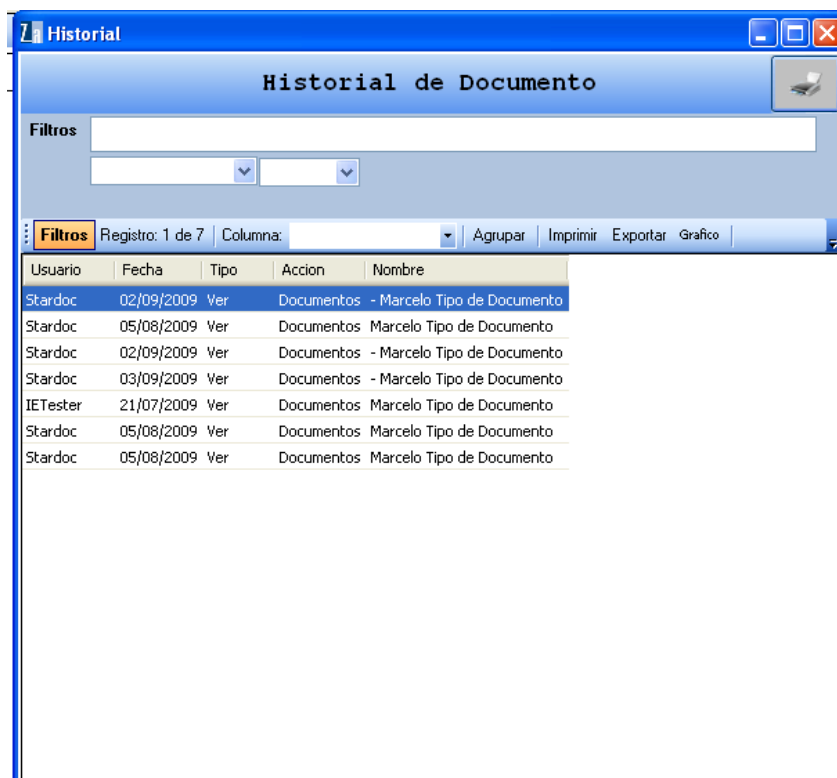 Za Historial
Historial de Documento
Filtros
Filtros Registro: 1 de 7 Columna: Agrupar Imprimir Exportar Grafico
Usuario Fecha Tipo Accion Nombre
Stardoc 02/09/2009 Ver Documentos - Marcelo Tipo de Documento
Stardoc 05/08/2009 Ver Documentos Marcelo Tipo de Documento
Stardoc 02/09/2009 Ver Documentos - Marcelo Tipo de Documento
Stardoc 03/09/2009 Ver Documentos - Marcelo Tipo de Documento
IETester 21/07/2009 Ver Documentos Marcelo Tipo de Documento
Stardoc 05/08/2009 Ver Documentos Marcelo Tipo de Documento
Stardoc 05/08/2009 Ver Documentos Marcelo Tipo de Documento